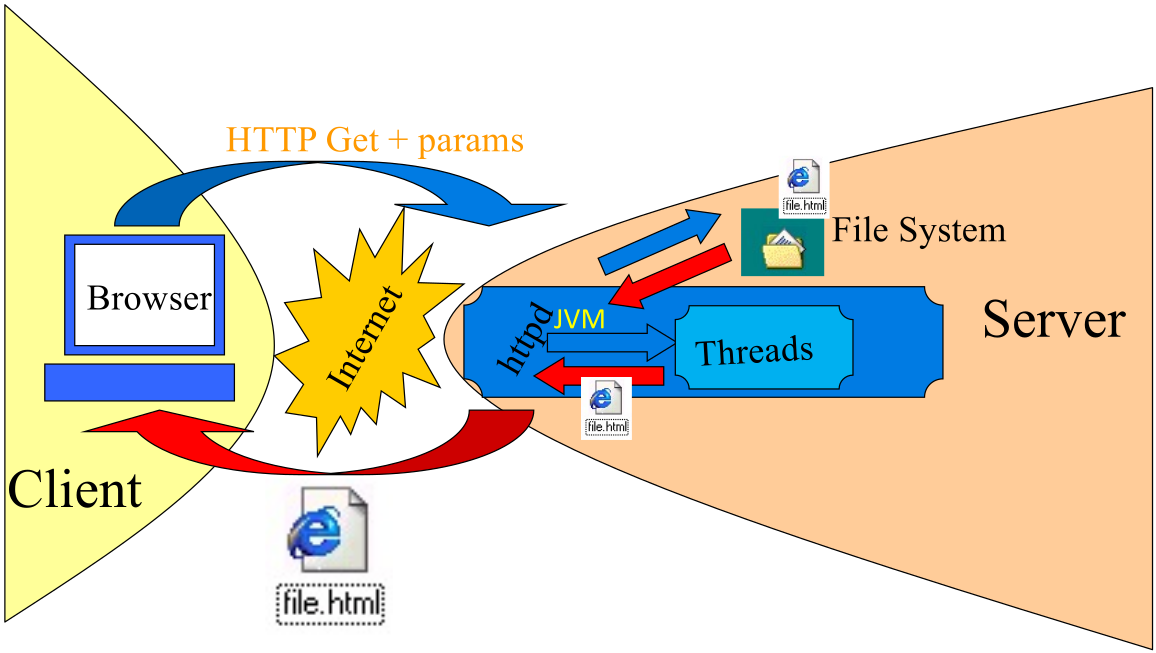 HTTP Get + params
file.html
File System
Browser
Internet
httpd
JVM
Threads
Server
file.html
Client
file.html